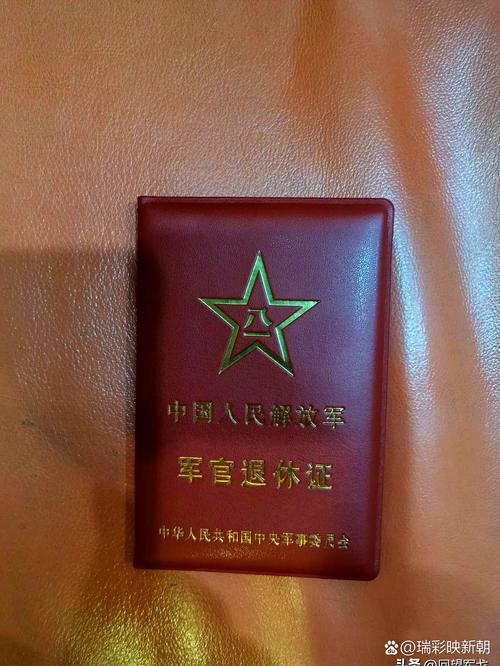 八一
中国人民解放军
军官退休证
中华人民共和国中央军事委员会
@瑞彩映新朝